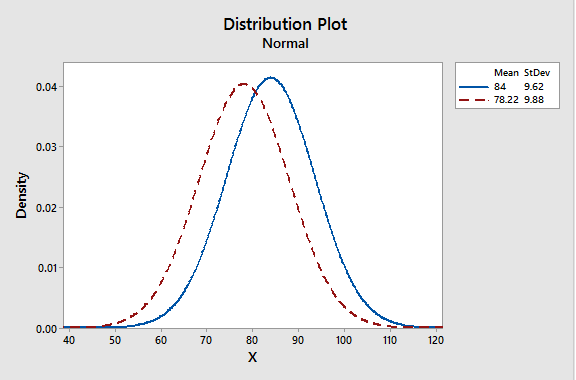 Distribution Plot
Normal
Mean StDev
84 9.62
78.22 9.88
Density
0.04
0.03
0.02
0.01
0.00
40 50 60 70 80 90 100 110 120
X